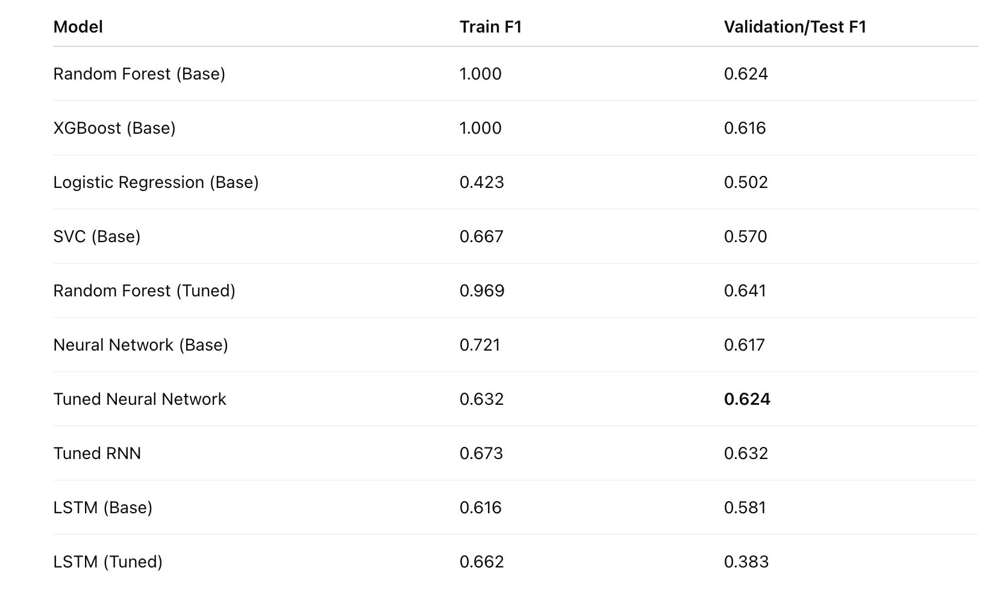 Model Train F1 Validation/Test F1
Random Forest (Base) 1.000 0.624
XGBoost (Base) 1.000 0.616
Logistic Regression (Base) 0.423 0.502
SVC (Base) 0.667 0.570
Random Forest (Tuned) 0.969 0.641
Neural Network (Base) 0.721 0.617
Tuned Neural Network 0.632 0.624
Tuned RNN 0.673 0.632
LSTM (Base) 0.616 0.581
LSTM (Tuned) 0.662 0.383